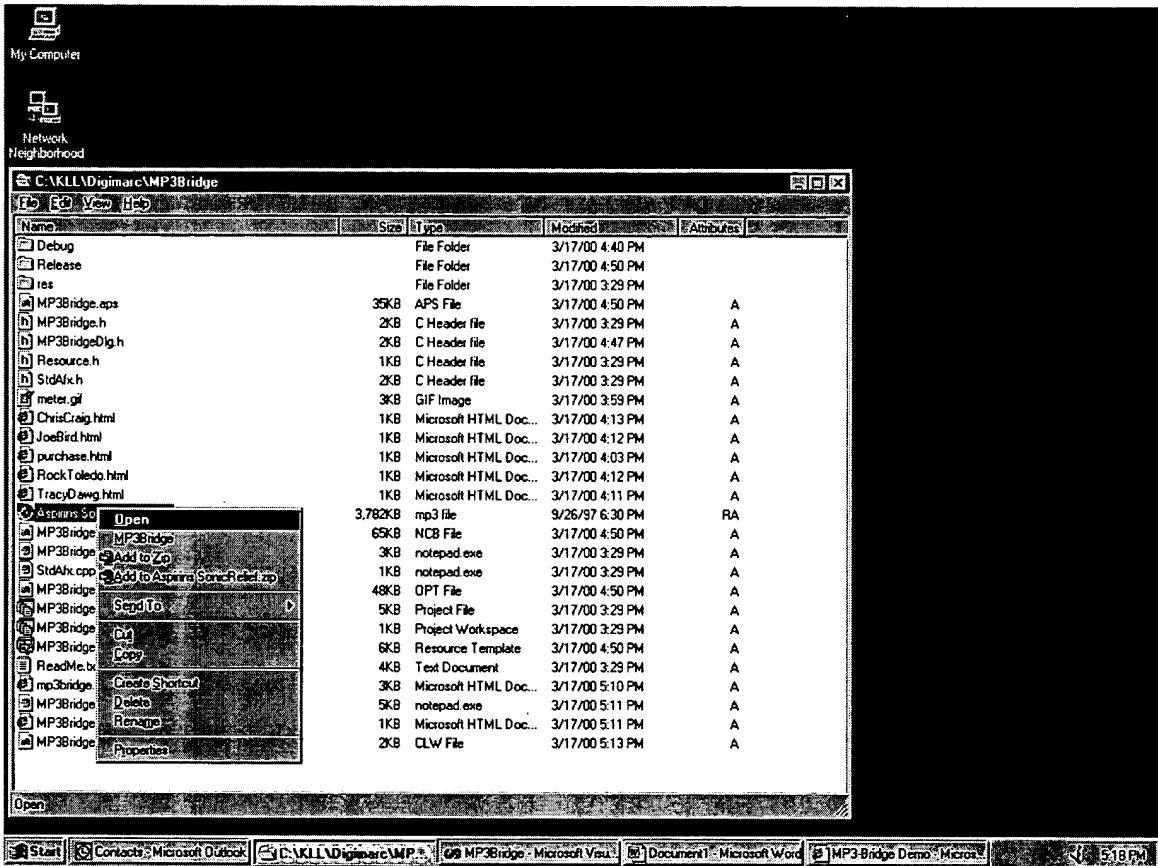 My Computer
Network
Neighborhood
C:\KLL\Digimarc\MP3Bridge
File Edit View Help
Name Size Type Modified Attributes
Debug File Folder 3/17/00 4:40 PM
Release File Folder 3/17/00 4:50 PM
res File Folder 3/17/00 3:29 PM
MP3Bridge.aps 35KB APS File 3/17/00 4:50 PM A
MP3Bridge.h 2KB C Header file 3/17/00 3:29 PM A
MP3BridgeDlg.h 2KB C Header file 3/17/00 4:47 PM A
Resource.h 1KB C Header file 3/17/00 3:29 PM A
StdAfx.h 2KB C Header file 3/17/00 3:29 PM A
meter.gif 3KB GIF Image 3/17/00 3:59 PM A
ChrisCraig.html 1KB Microsoft HTML Doc... 3/17/00 4:13 PM A
JoeBird.html 1KB Microsoft HTML Doc... 3/17/00 4:12 PM A
purchase.html 1KB Microsoft HTML Doc... 3/17/00 4:03 PM A
RockToledo.html 1KB Microsoft HTML Doc... 3/17/00 4:12 PM A
TracyDawg.html 1KB Microsoft HTML Doc... 3/17/00 4:11 PM A
Aspirins So 3,782KB mp3 file 9/26/97 6:30 PM RA
MP3Bridge 65KB NCB File 3/17/00 4:50 PM A
MP3Bridge 3KB notepad.exe 3/17/00 3:29 PM A
StdAfx.cpp 1KB notepad.exe 3/17/00 3:29 PM A
MP3Bridge 48KB OPT File 3/17/00 4:50 PM A
MP3Bridge 5KB Project File 3/17/00 3:29 PM A
MP3Bridge 1KB Project Workspace 3/17/00 3:29 PM A
MP3Bridge 6KB Resource Template 3/17/00 4:50 PM A
ReadMe.tx 4KB Text Document 3/17/00 3:29 PM A
mp3bridge. 3KB Microsoft HTML Doc... 3/17/00 5:10 PM A
MP3Bridge 5KB notepad.exe 3/17/00 5:11 PM A
MP3Bridge 1KB Microsoft HTML Doc... 3/17/00 5:11 PM A
MP3Bridge 2KB CLW File 3/17/00 5:13 PM A
Open
MP3Bridge
Add to Zip
Add to Aspirins SonicRelief.zip
Send To
Cut
Copy
Create Shortcut
Delete
Rename
Properties
Open
Start Contacts - Microsoft Outlook C:\KLL\Digimarc\MP... MP3Bridge - Microsoft Visu... Document1 - Microsoft Word MP3-Bridge Demo - Micros... 5:18 PM